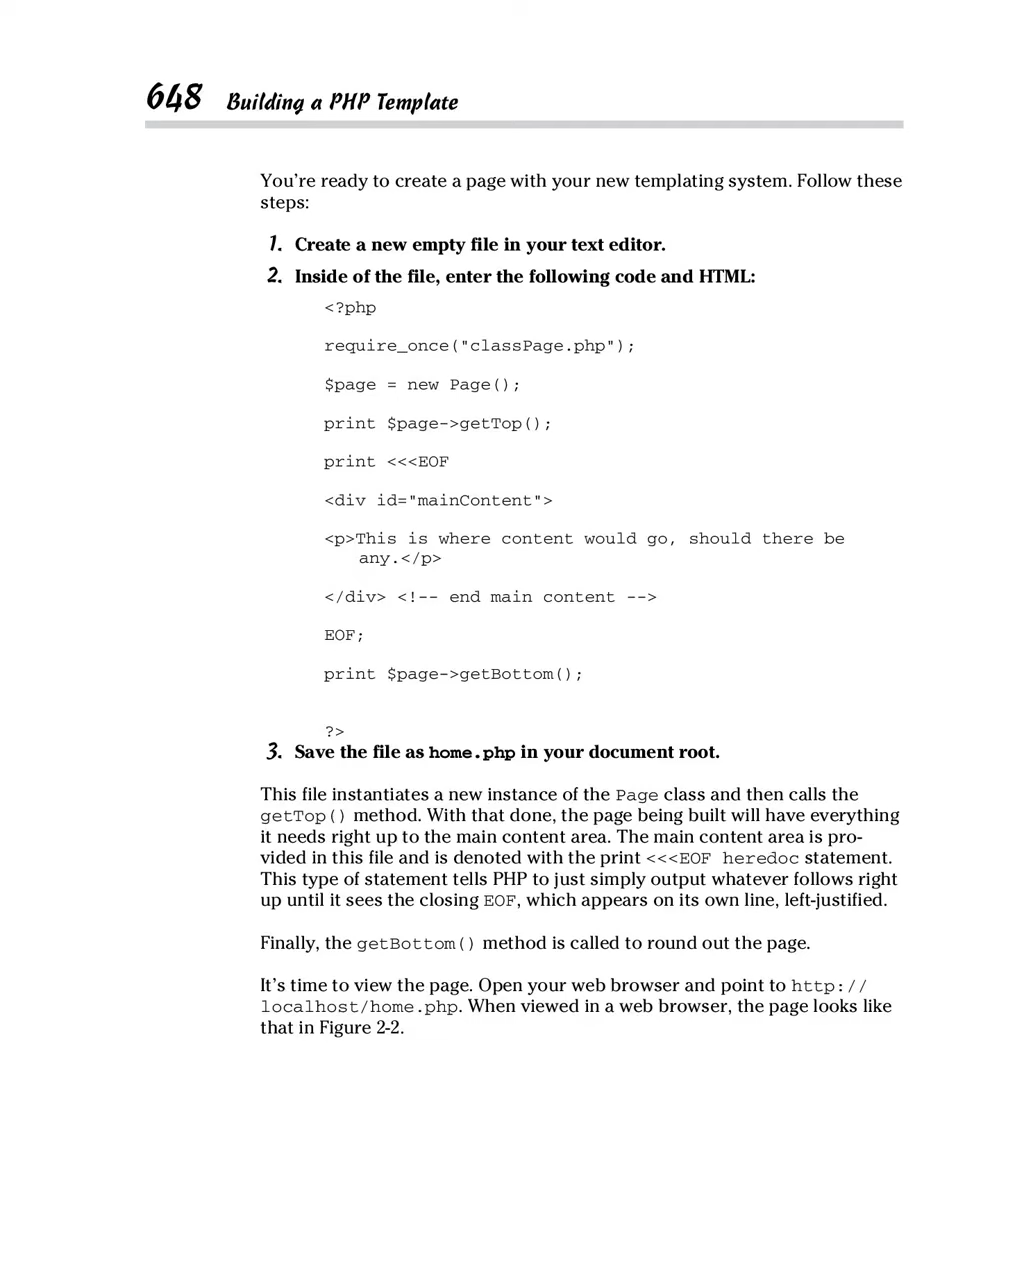 648 Building a PHP Template
You're ready to create a page with your new templating system. Follow these
steps:
1. Create a new empty file in your text editor.
2. Inside of the file, enter the following code and HTML:
<?php
require_once("classPage.php");
$page = new Page();
print $page->getTop();
print <<<EOF
<div id="mainContent">
<p>This is where content would go, should there be
any.</p>
</div> <!-- end main content -->
EOF;
print $page->getBottom();
?>
3. Save the file as home.php in your document root.
This file instantiates a new instance of the Page class and then calls the
getTop() method. With that done, the page being built will have everything
it needs right up to the main content area. The main content area is pro-
vided in this file and is denoted with the print <<<EOF heredoc statement.
This type of statement tells PHP to just simply output whatever follows right
up until it sees the closing EOF, which appears on its own line, left-justified.
Finally, the getBottom() method is called to round out the page.
It's time to view the page. Open your web browser and point to http://
localhost/home.php. When viewed in a web browser, the page looks like
that in Figure 2-2.